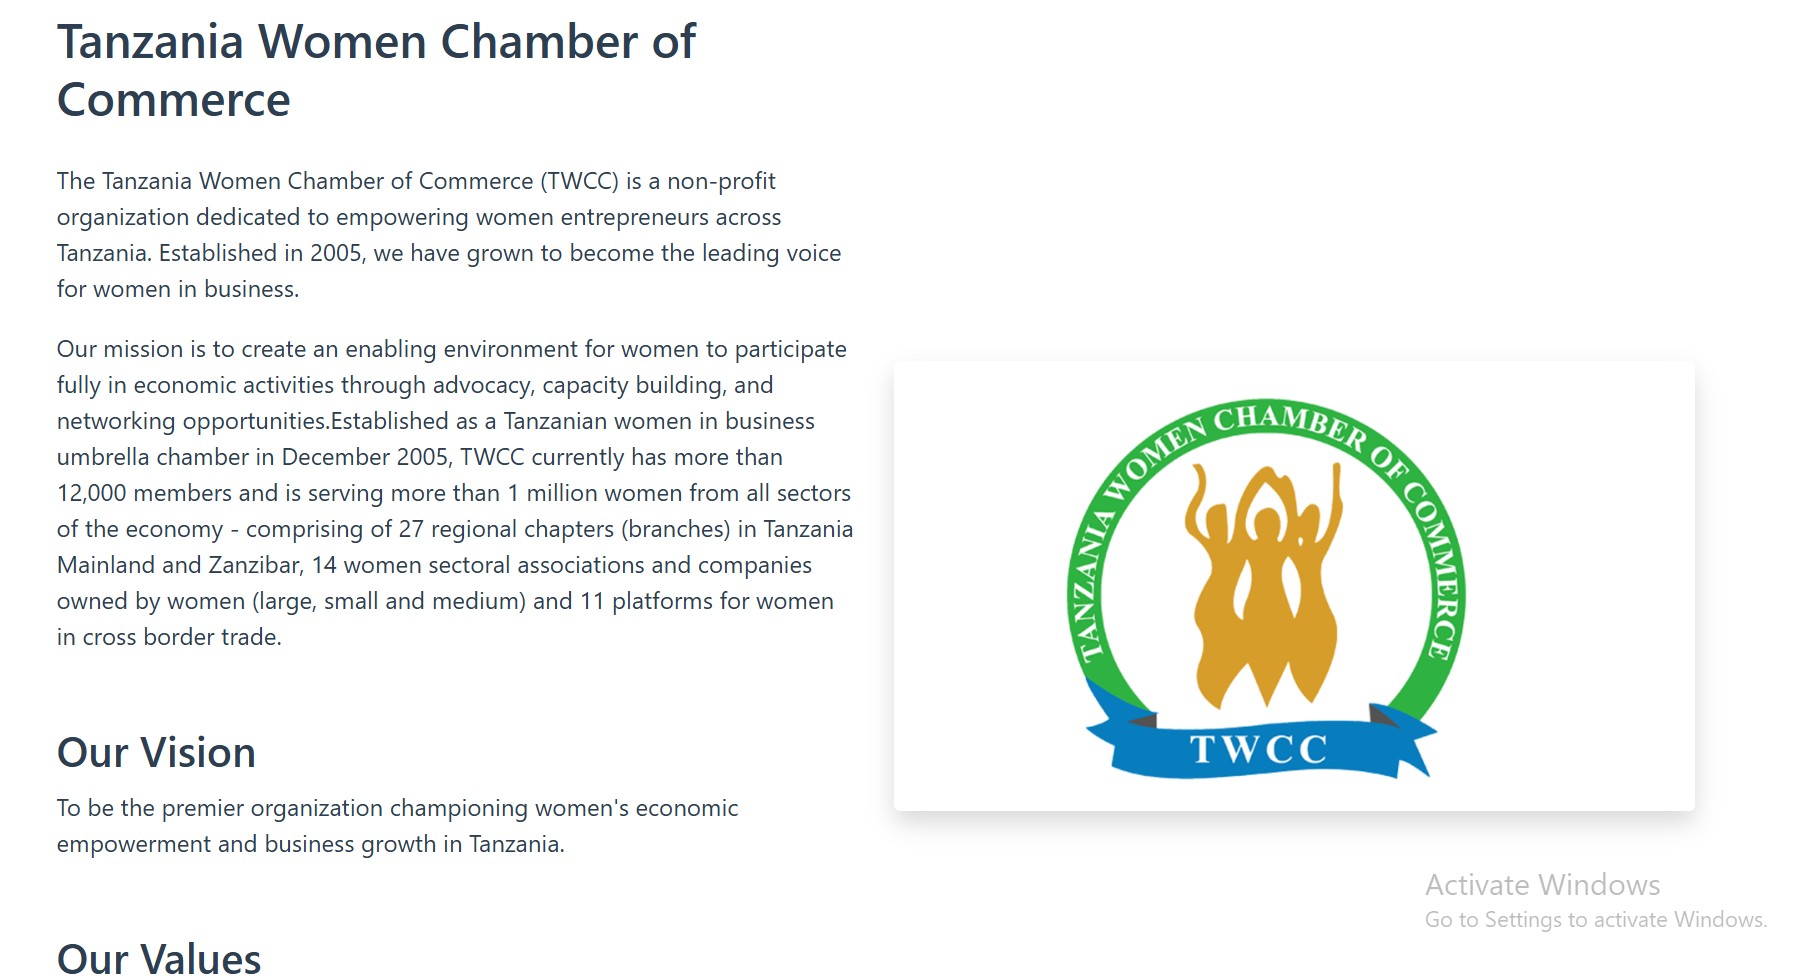 Tanzania Women Chamber of
Commerce
The Tanzania Women Chamber of Commerce (TWCC) is a non-profit
organization dedicated to empowering women entrepreneurs across
Tanzania. Established in 2005, we have grown to become the leading voice
for women in business.
Our mission is to create an enabling environment for women to participate
fully in economic activities through advocacy, capacity building, and
networking opportunities.Established as a Tanzanian women in business
umbrella chamber in December 2005, TWCC currently has more than
12,000 members and is serving more than 1 million women from all sectors
of the economy - comprising of 27 regional chapters (branches) in Tanzania
Mainland and Zanzibar, 14 women sectoral associations and companies
owned by women (large, small and medium) and 11 platforms for women
in cross border trade.
Our Vision
To be the premier organization championing women's economic
empowerment and business growth in Tanzania.
Our Values
TANZANIA WOMEN CHAMBER OF COMMERCE
TWCC
Activate Windows
Go to Settings to activate Windows.